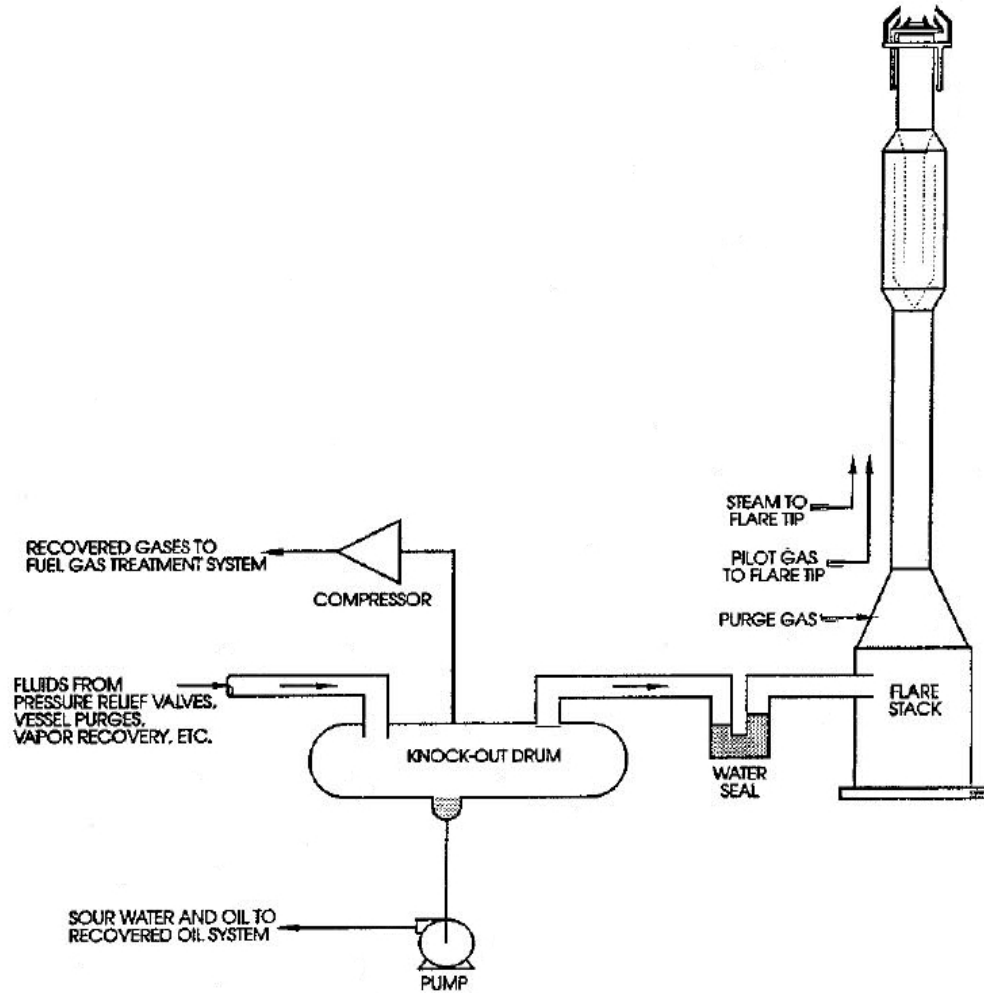 STEAM TO
FLARE TIP
RECOVERED GASES TO
FUEL GAS TREATMENT SYSTEM
PILOT GAS
TO FLARE TIP
COMPRESSOR
PURGE GAS
FLUIDS FROM
PRESSURE RELIEF VALVES,
VESSEL PURGES,
VAPOR RECOVERY, ETC.
KNOCK-OUT DRUM
FLARE
STACK
WATER
SEAL
SOUR WATER AND OIL TO
RECOVERED OIL SYSTEM
PUMP